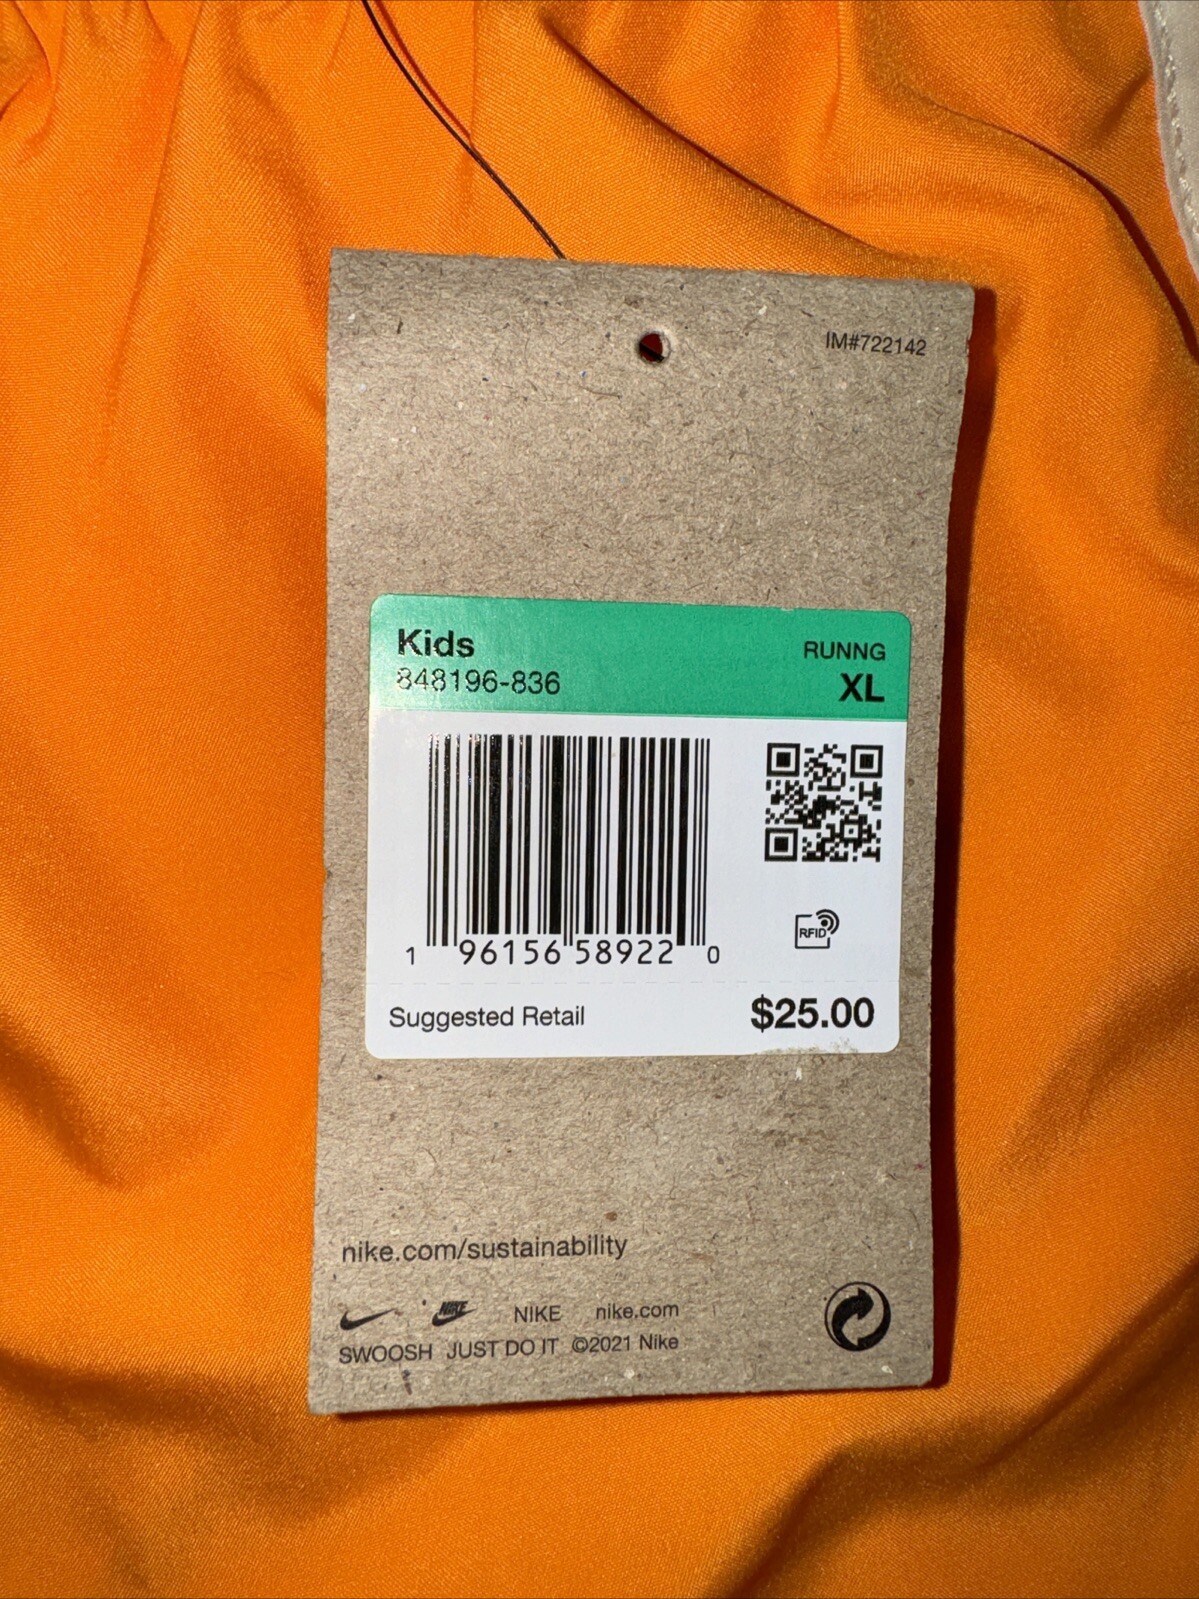 IM#722142
Kids RUNNG
848196-836 XL
RFID
1 96156 58922 0
Suggested Retail $25.00
nike.com/sustainability
NIKE NIKE nike.com
SWOOSH JUST DO IT ©2021 Nike